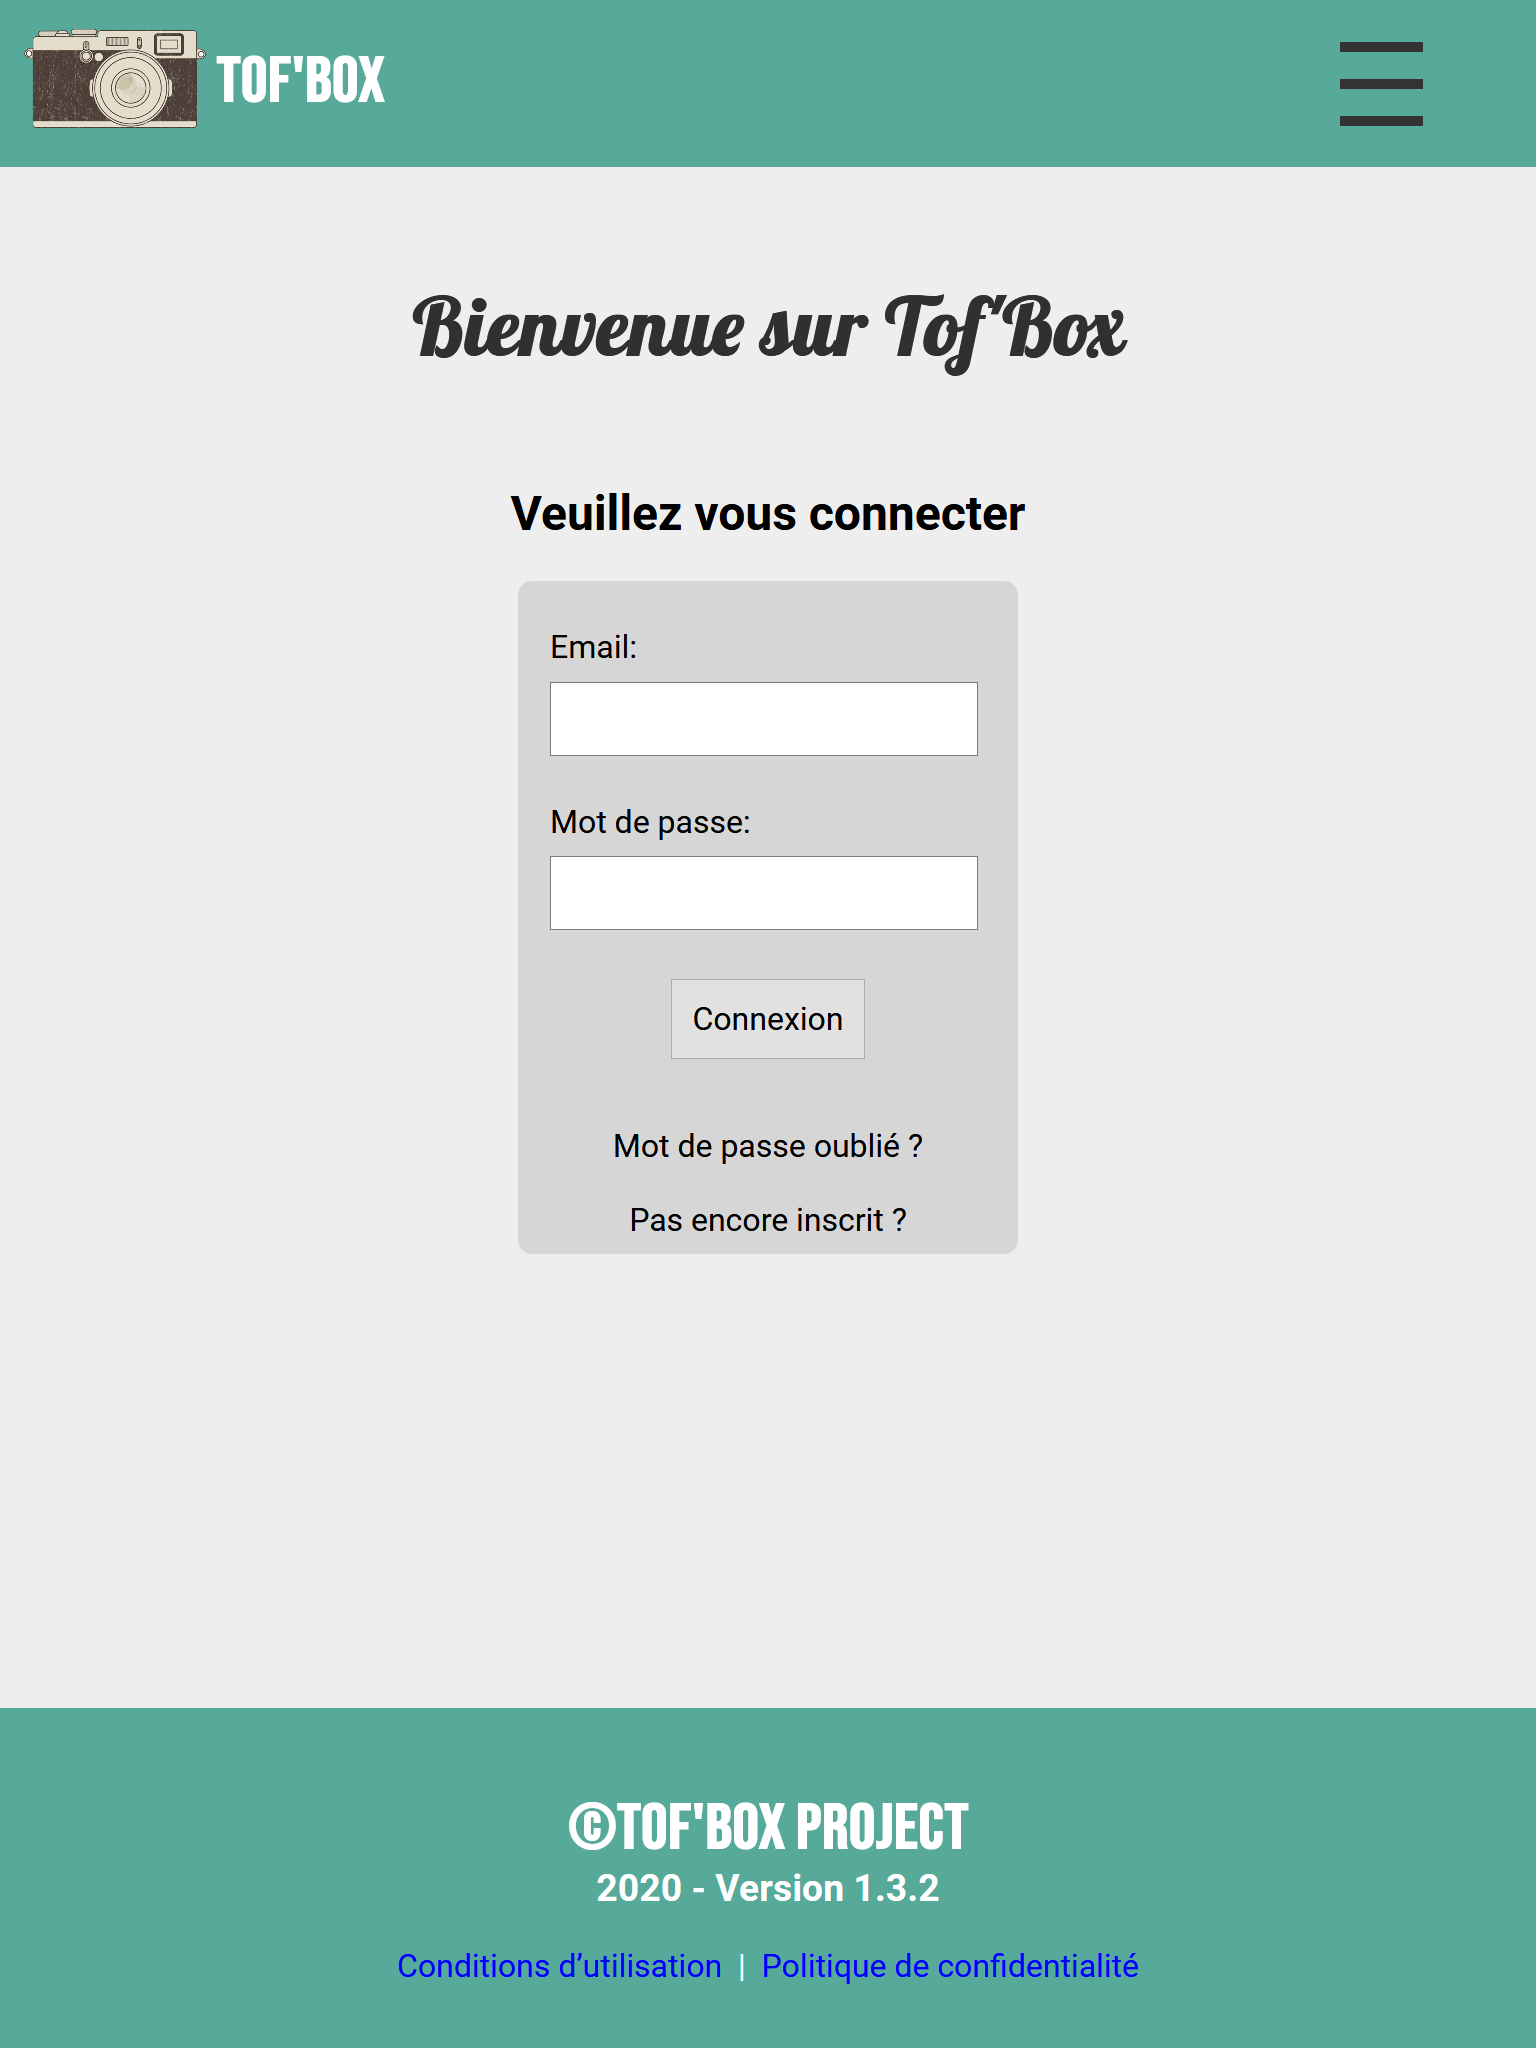 TOF'BOX
Bienvenue sur Tof'Box
Veuillez vous connecter
Email:
Mot de passe:
Connexion
Mot de passe oublié ?
Pas encore inscrit ?
©TOF'BOX PROJECT
2020 - Version 1.3.2
Conditions d’utilisation | Politique de confidentialité